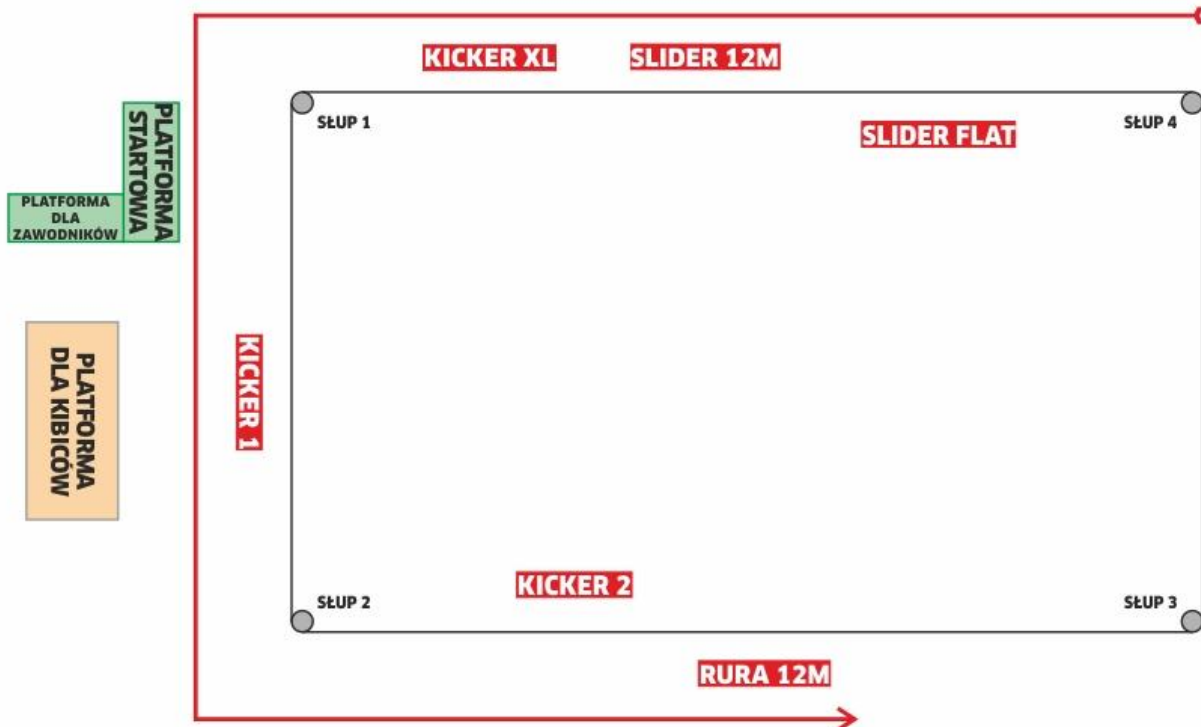 KICKER XL
SLIDER 12M
PLATFORMA
STARTOWA
SŁUP 1
SLIDER FLAT
SŁUP 4
PLATFORMA
DLA
ZAWODNIKÓW
PLATFORMA
DLA KIBICÓW
KICKER 1
KICKER 2
SŁUP 2
SŁUP 3
RURA 12M